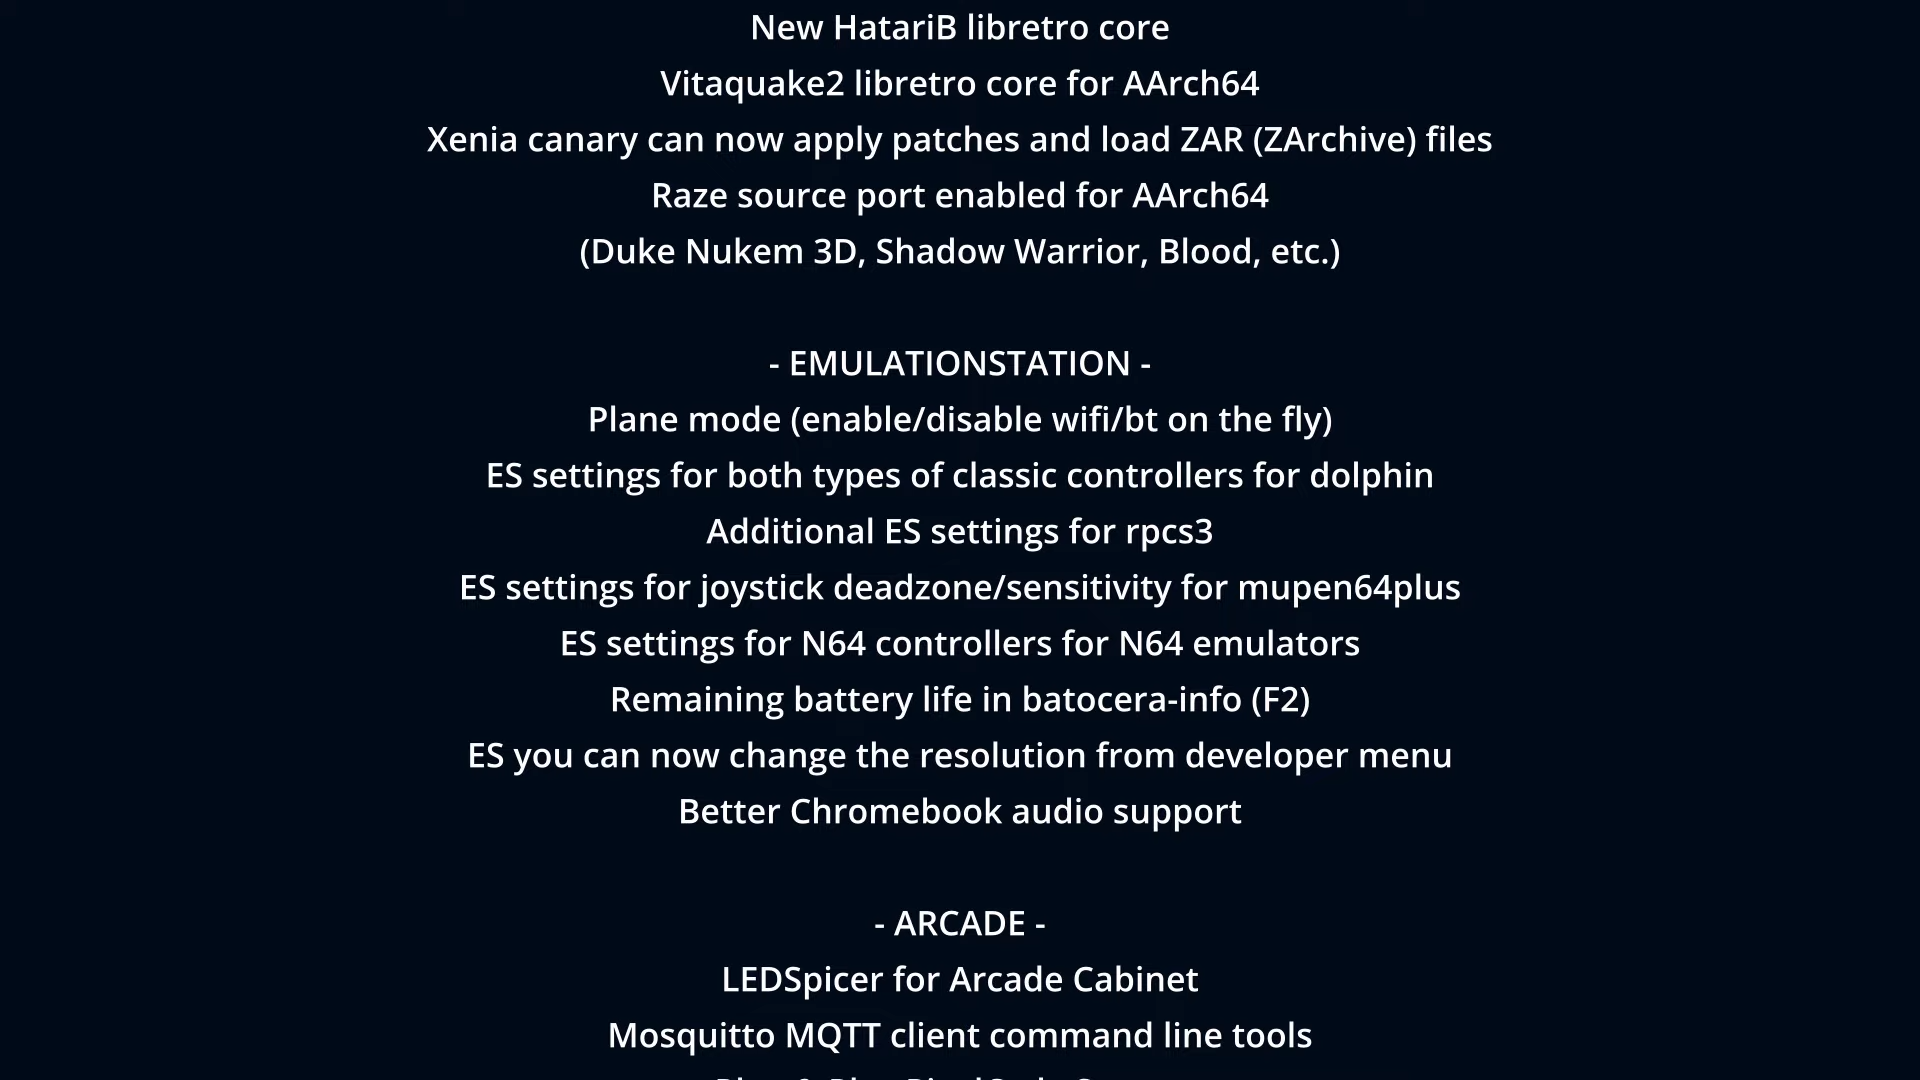 New HatariB libretro core
Vitaquake2 libretro core for AArch64
Xenia canary can now apply patches and load ZAR (ZArchive) files
Raze source port enabled for AArch64
(Duke Nukem 3D, Shadow Warrior, Blood, etc.)
- EMULATIONSTATION -
Plane mode (enable/disable wifi/bt on the fly)
ES settings for both types of classic controllers for dolphin
Additional ES settings for rpcs3
ES settings for joystick deadzone/sensitivity for mupen64plus
ES settings for N64 controllers for N64 emulators
Remaining battery life in batocera-info (F2)
ES you can now change the resolution from developer menu
Better Chromebook audio support
- ARCADE -
LEDSpicer for Arcade Cabinet
Mosquitto MQTT client command line tools